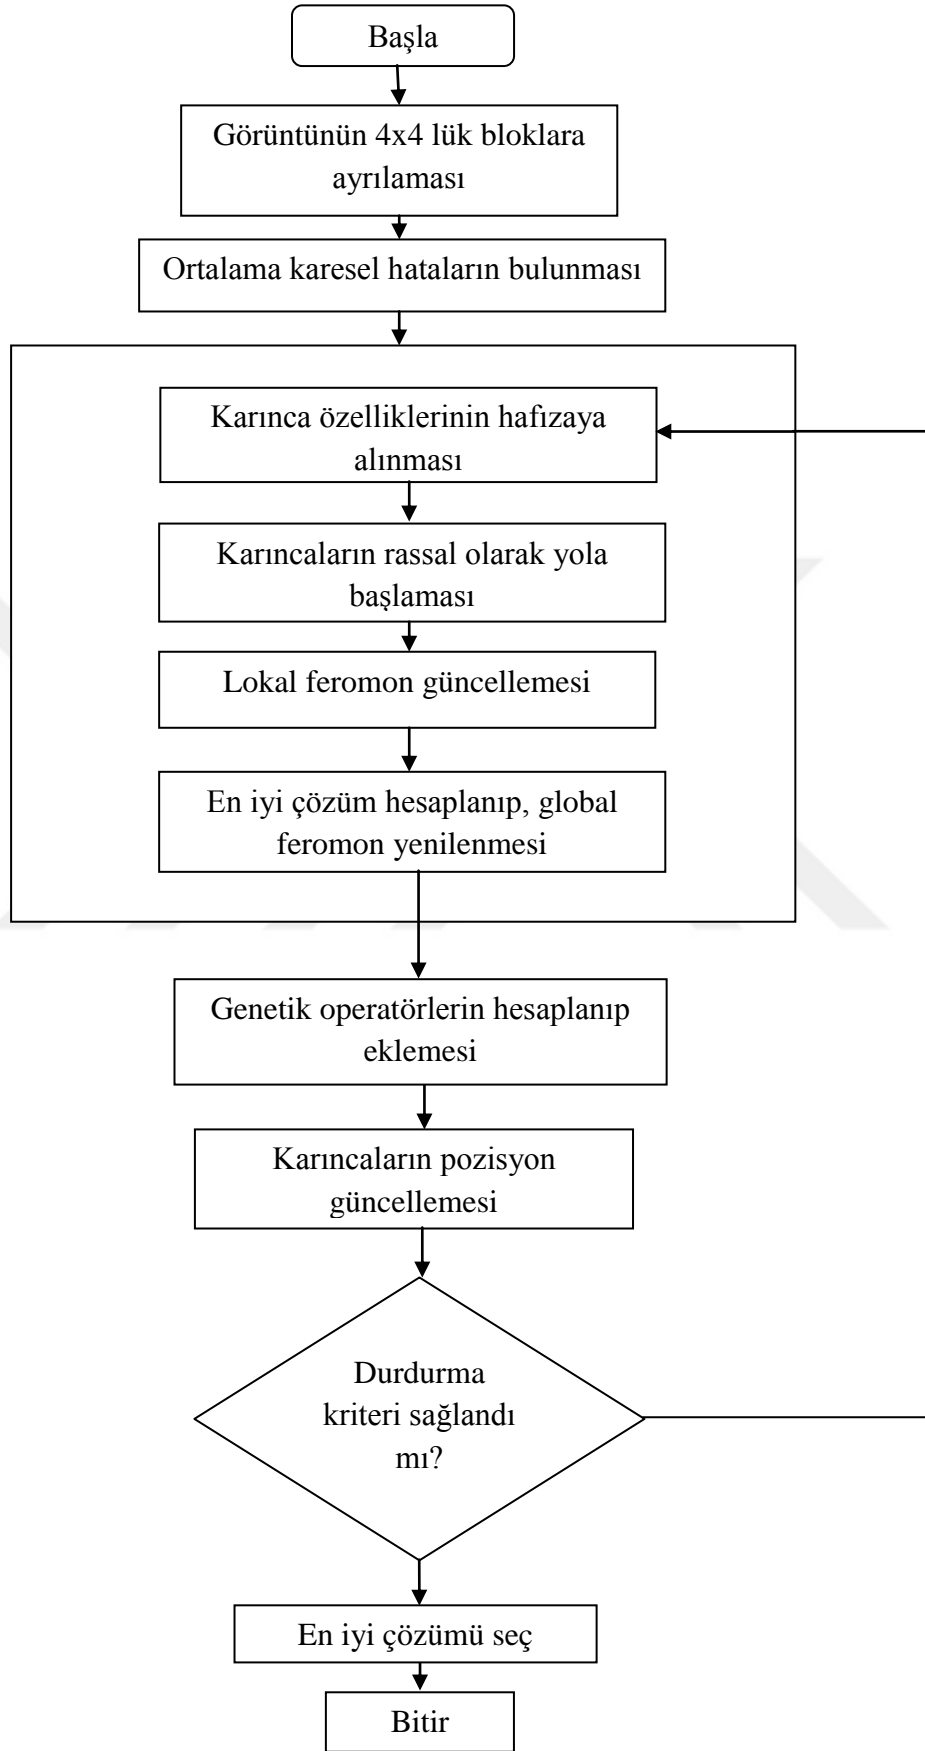 Başla
Görüntünün 4x4 lük bloklara
ayrılaması
Ortalama karesel hataların bulunması
Karınca özelliklerinin hafızaya
alınması
Karıncaların rassal olarak yola
başlaması
Lokal feromon güncellemesi
En iyi çözüm hesaplanıp, global
feromon yenilenmesi
Genetik operatörlerin hesaplanıp
eklemesi
Karıncaların pozisyon
güncellemesi
Durdurma
kriteri sağlandı
mı?
En iyi çözümü seç
Bitir